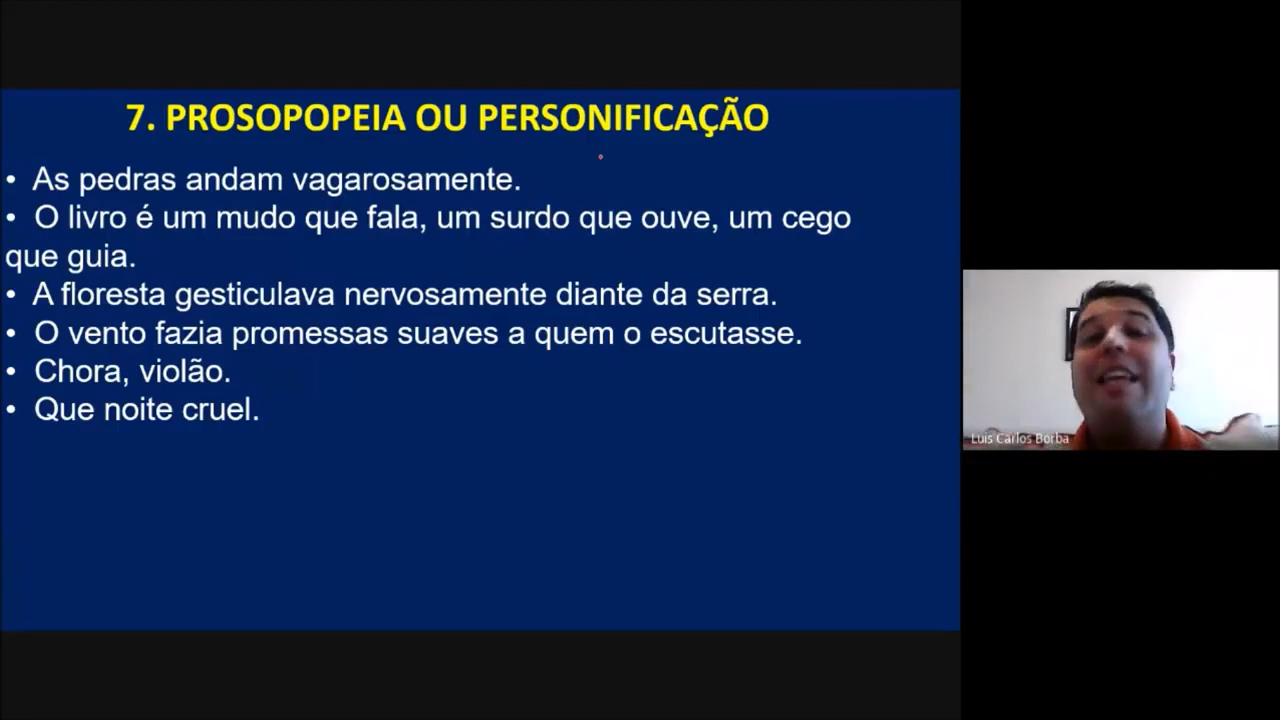 7. PROSOPOPEIA OU PERSONIFICAÇÃO
• As pedras andam vagarosamente.
• O livro é um mudo que fala, um surdo que ouve, um cego
que guia.
• A floresta gesticulava nervosamente diante da serra.
• O vento fazia promessas suaves a quem o escutasse.
• Chora, violão.
• Que noite cruel.
Luis Carlos Borba